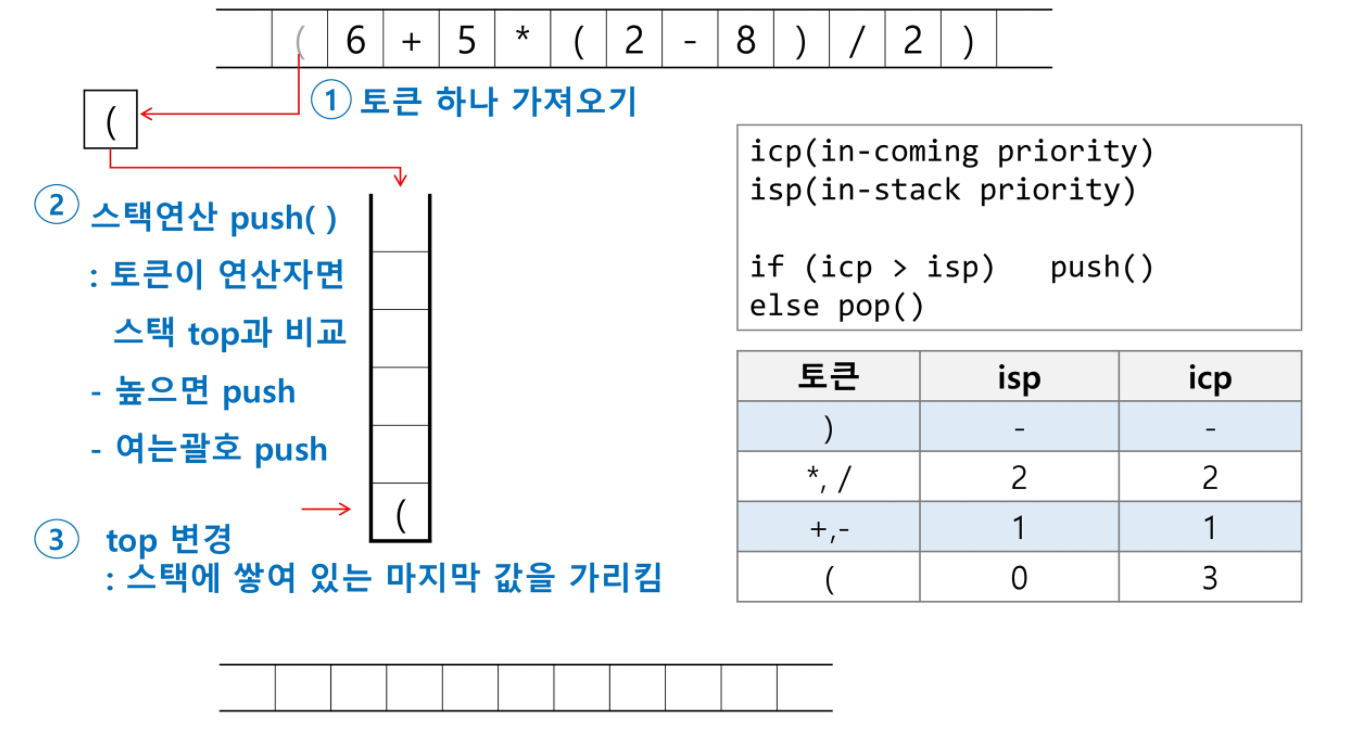 ( 6 + 5 * ( 2 - 8 ) / 2 )
① 토큰 하나 가져오기
(
② 스택연산 push( )
: 토큰이 연산자면
스택 top과 비교
- 높으면 push
- 여는괄호 push
(
③ top 변경
: 스택에 쌓여 있는 마지막 값을 가리킴
icp(in-coming priority)
isp(in-stack priority)
if (icp > isp) push()
else pop()
토큰 isp icp
) - -
*, / 2 2
+,- 1 1
( 0 3